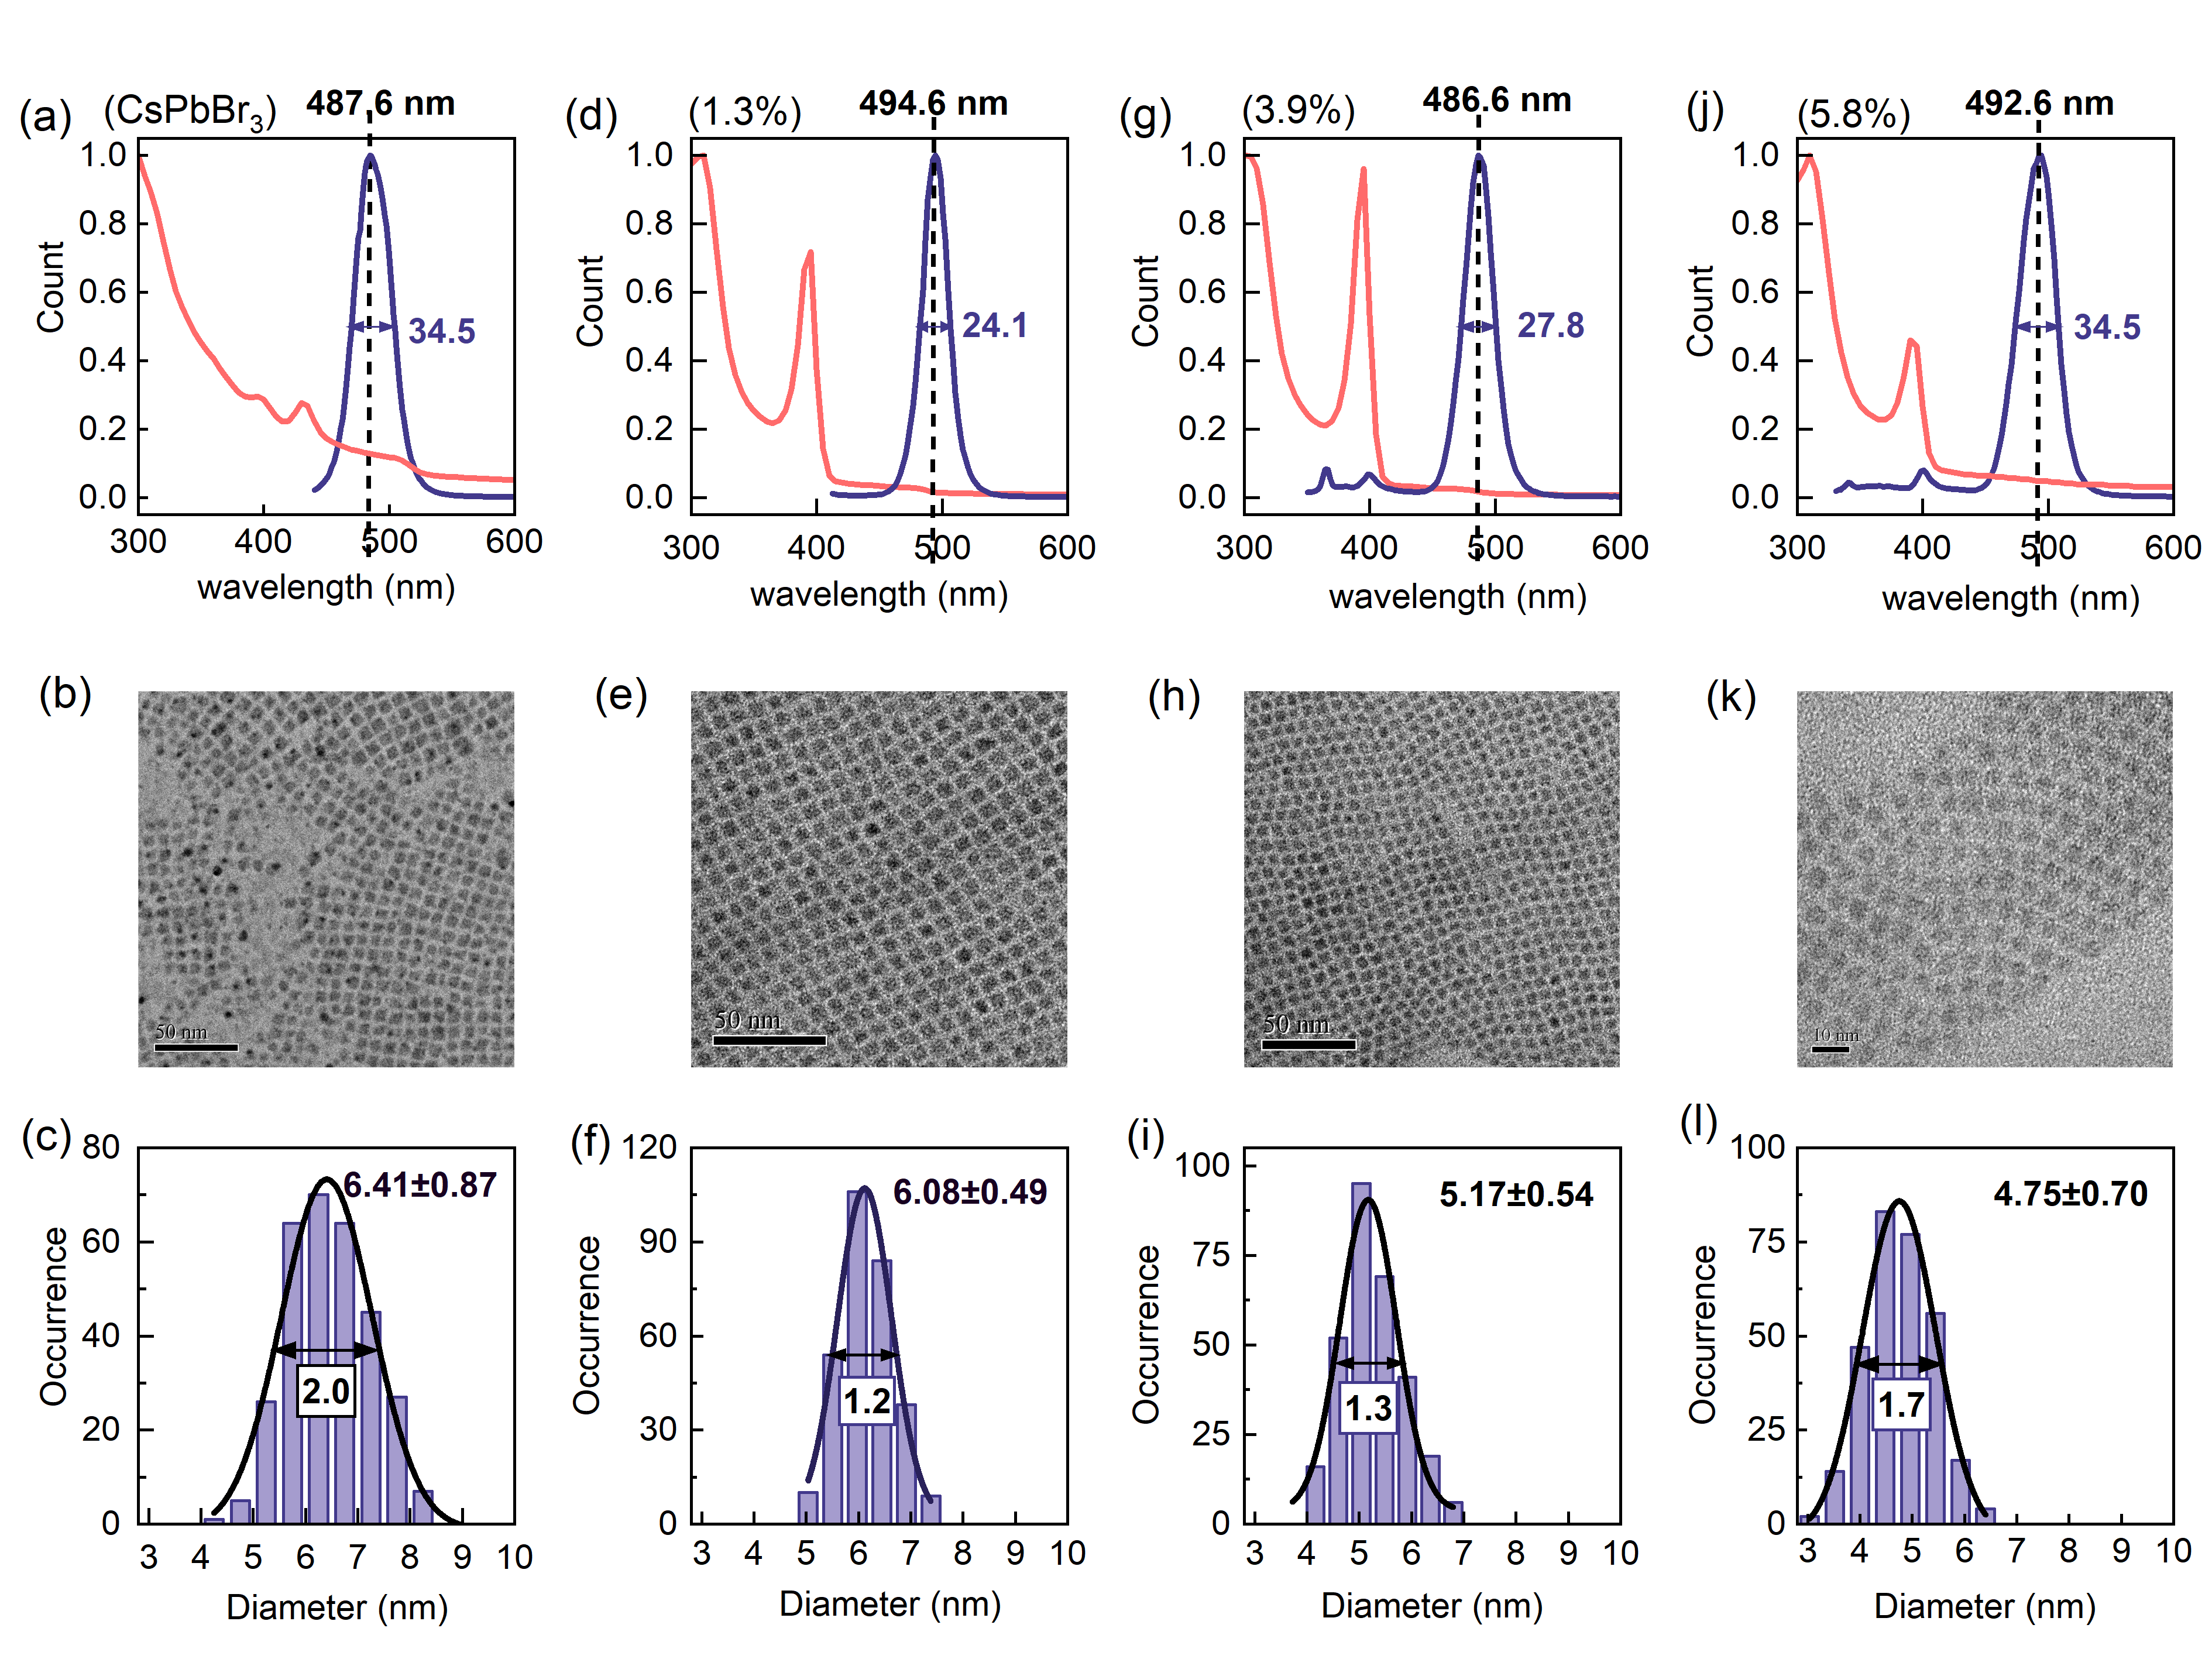 (a) (CsPbBr3) 487.6 nm
1.0
0.8
0.6
0.4
0.2
0.0
Count
34.5
300 400 500 600
wavelength (nm)
(d) (1.3%) 494.6 nm
1.0
0.8
0.6
0.4
0.2
0.0
Count
24.1
300 400 500 600
wavelength (nm)
(g) (3.9%) 486.6 nm
1.0
0.8
0.6
0.4
0.2
0.0
Count
27.8
300 400 500 600
wavelength (nm)
(j) (5.8%) 492.6 nm
1.0
0.8
0.6
0.4
0.2
0.0
Count
34.5
300 400 500 600
wavelength (nm)
(b)
50 nm
(e)
50 nm
(h)
50 nm
(k)
10 nm
(c)
80
60
40
20
0
Occurrence
6.41±0.87
2.0
3 4 5 6 7 8 9 10
Diameter (nm)
(f)
120
90
60
30
0
Occurrence
6.08±0.49
1.2
3 4 5 6 7 8 9 10
Diameter (nm)
(i)
100
75
50
25
0
Occurrence
5.17±0.54
1.3
3 4 5 6 7 8 9 10
Diameter (nm)
(l)
100
75
50
25
0
Occurrence
4.75±0.70
1.7
3 4 5 6 7 8 9 10
Diameter (nm)